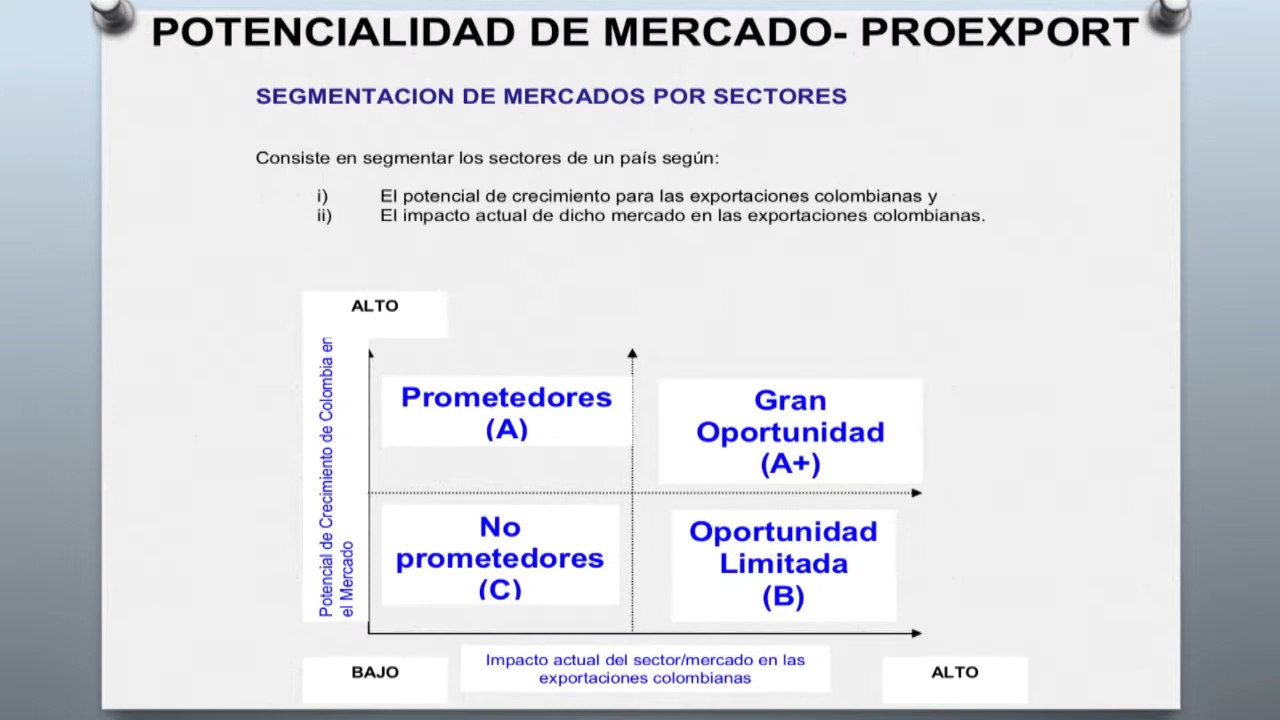 POTENCIALIDAD DE MERCADO- PROEXPORT
SEGMENTACION DE MERCADOS POR SECTORES
Consiste en segmentar los sectores de un país según:
i) El potencial de crecimiento para las exportaciones colombianas y
ii) El impacto actual de dicho mercado en las exportaciones colombianas.
ALTO
Potencial de Crecimiento de Colombia en
el Mercado
Prometedores
(A)
Gran
Oportunidad
(A+)
No
prometedores
(C)
Oportunidad
Limitada
(B)
BAJO
Impacto actual del sector/mercado en las
exportaciones colombianas
ALTO